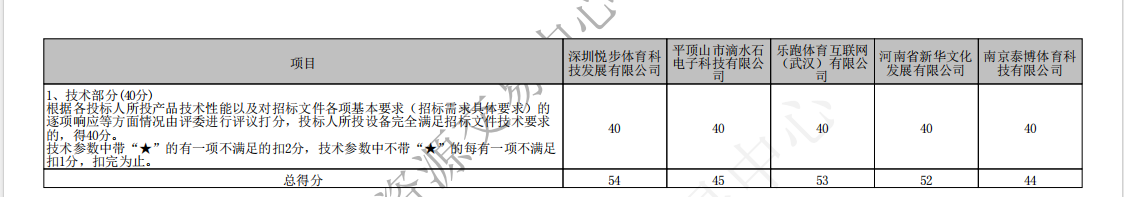 项目
深圳悦步体育科
技发展有限公司
平顶山市滴水石
电子科技有限公
司
乐跑体育互联网
（武汉）有限公
司
河南省新华文化
发展有限公司
南京泰博体育科
技有限公司
1、技术部分(40分)
根据各投标人所投产品技术性能以及对招标文件各项基本要求（招标需求具体要求）的
逐项响应等方面情况由评委进行评议打分，投标人所投设备完全满足招标文件技术要求
的，得40分。
技术参数中带“★”的有一项不满足的扣2分，技术参数中不带“★”的每有一项不满足
扣1分，扣完为止。
40
40
40
40
40
总得分
54
45
53
52
44
资源交易中心
中心